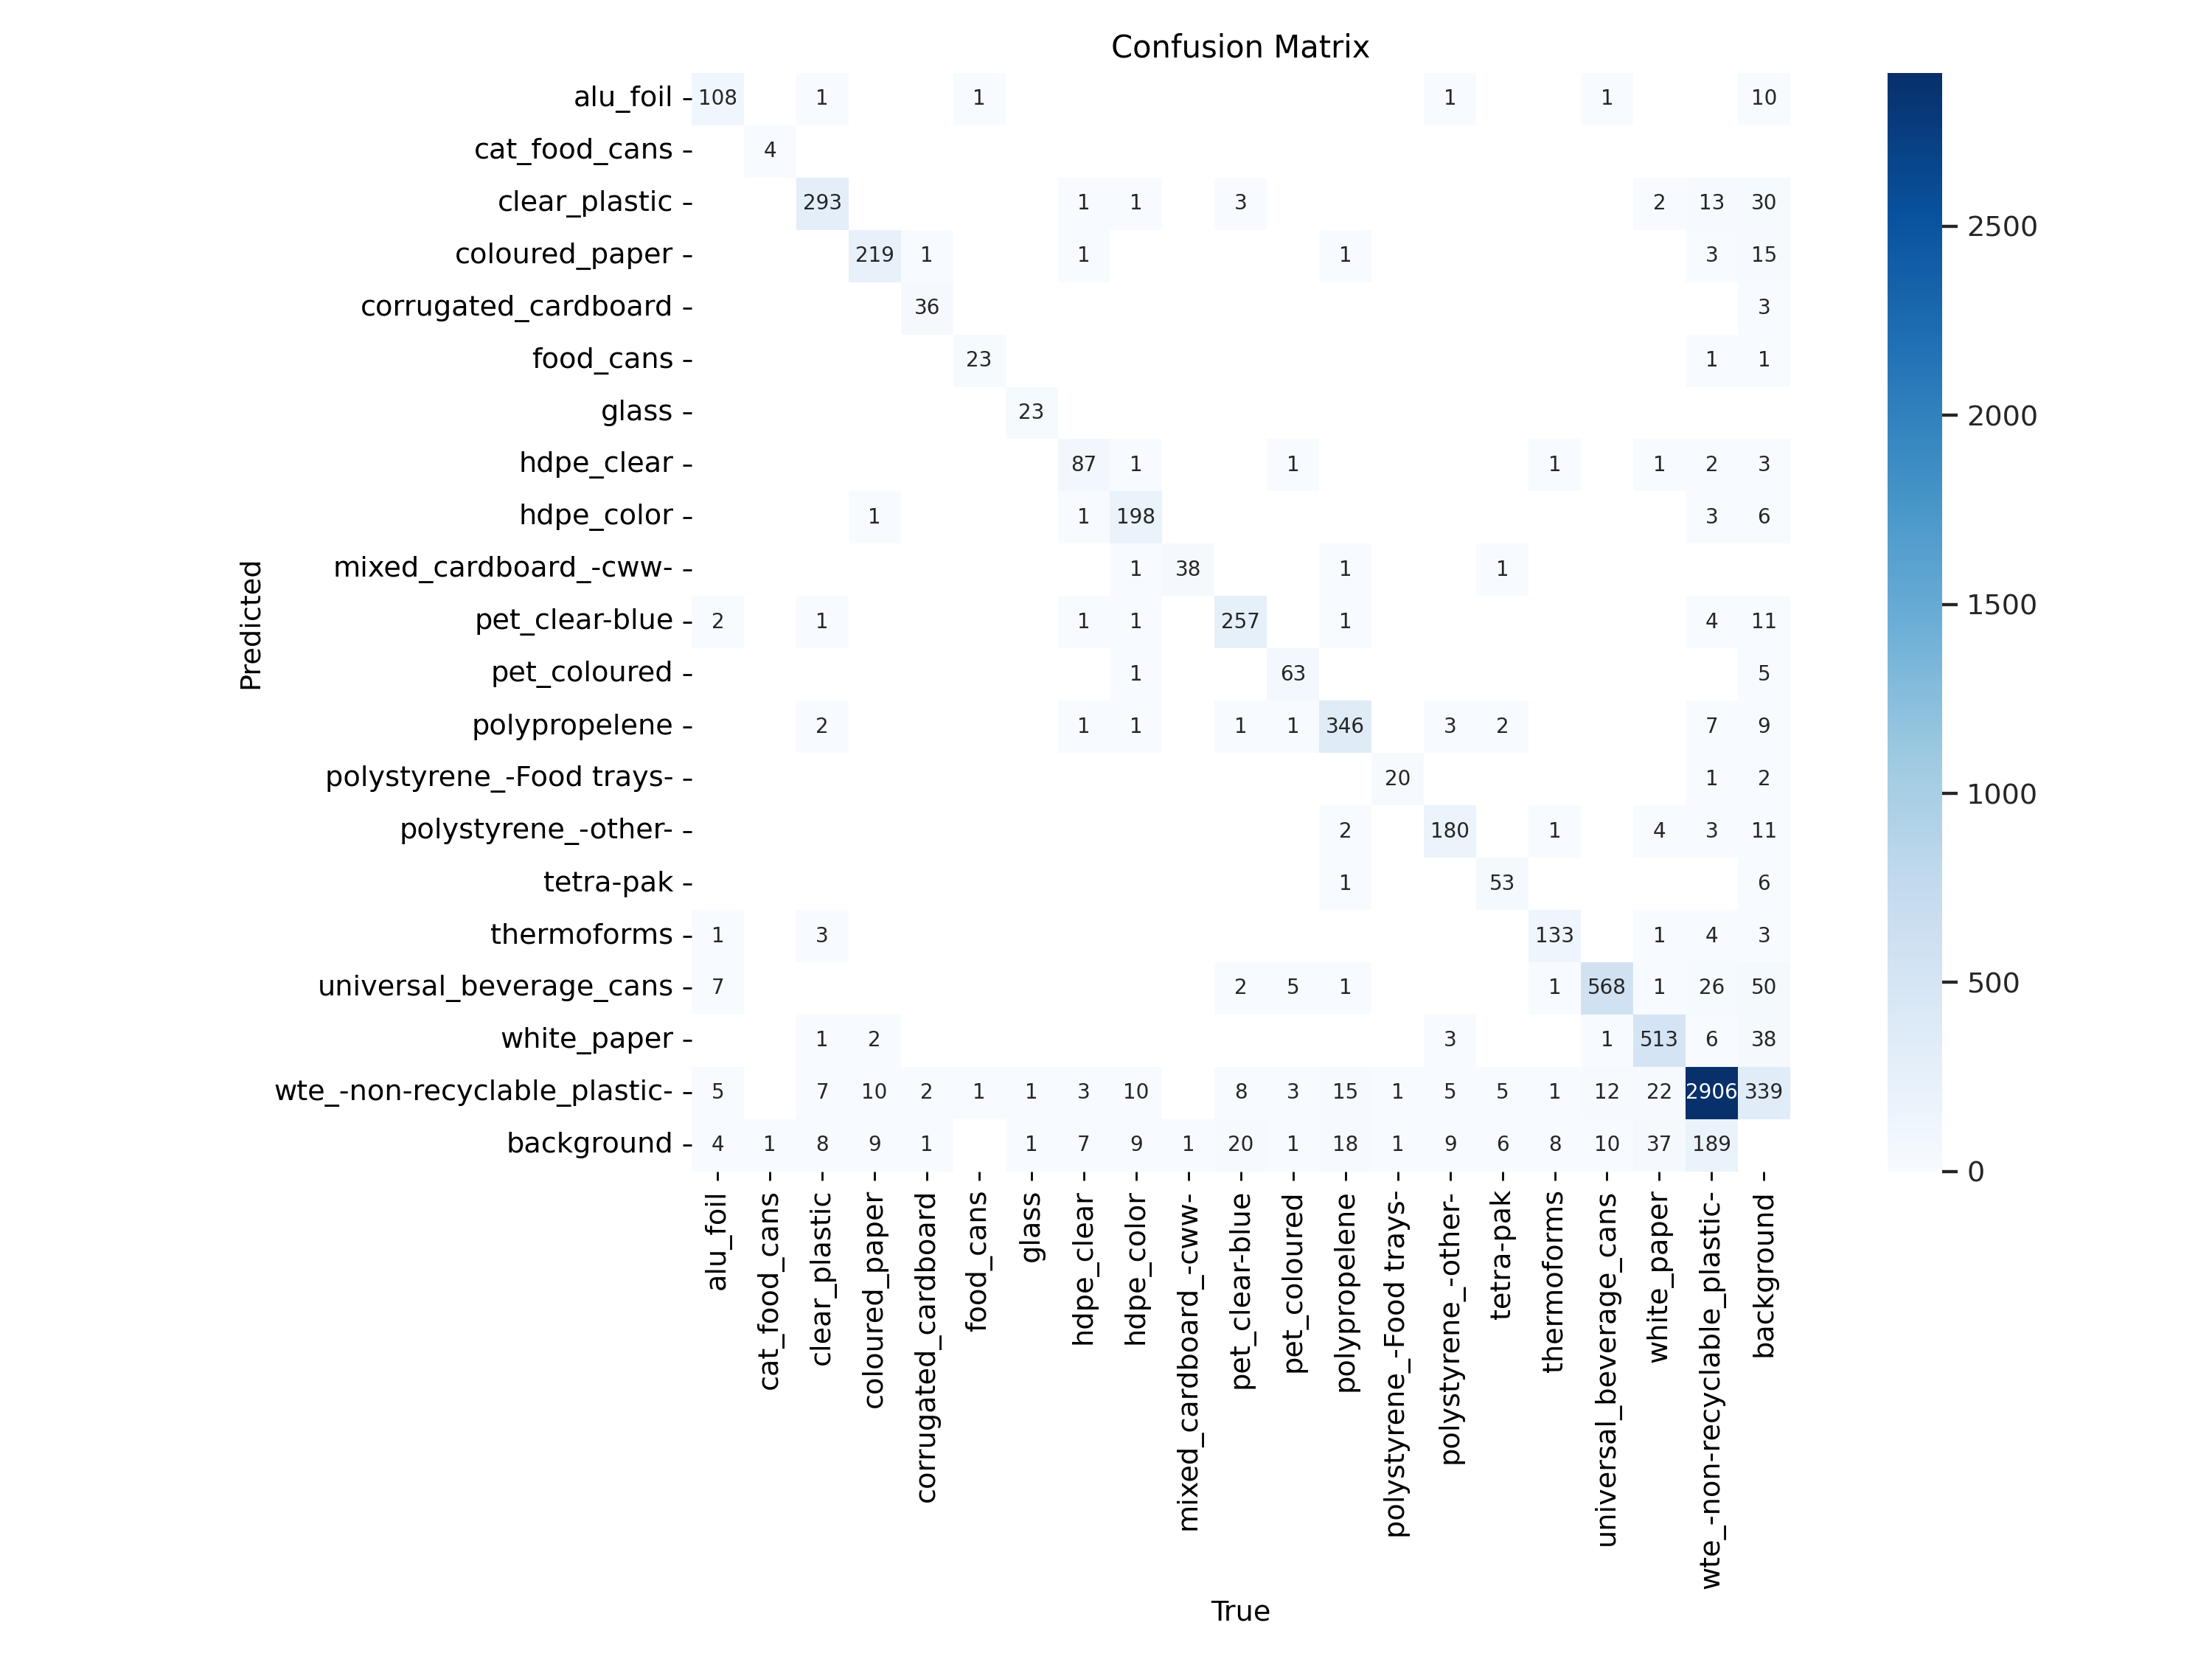 Confusion Matrix
alu_foil 108 1 1 1 1 10
cat_food_cans 4
clear_plastic 293 1 1 3 2 13 30
coloured_paper 219 1 1 1 3 15
corrugated_cardboard 36 3
food_cans 23 1 1
glass 23
hdpe_clear 87 1 1 1 1 2 3
hdpe_color 1 1 198 3 6
mixed_cardboard_-cww- 1 38 1 1
pet_clear-blue 2 1 1 1 257 1 4 11
pet_coloured 1 63 5
polypropelene 2 1 1 1 1 346 3 2 7 9
polystyrene_-Food trays- 20 1 2
polystyrene_-other- 2 180 1 4 3 11
tetra-pak 1 53 6
thermoforms 1 3 133 1 4 3
universal_beverage_cans 7 2 5 1 1 568 1 26 50
white_paper 1 2 3 1 513 6 38
wte_-non-recyclable_plastic- 5 7 10 2 1 1 3 10 8 3 15 1 5 5 1 12 22 2906 339
background 4 1 8 9 1 1 7 9 1 20 1 18 1 9 6 8 10 37 189
Predicted
alu_foil
cat_food_cans
clear_plastic
coloured_paper
corrugated_cardboard
food_cans
glass
hdpe_clear
hdpe_color
mixed_cardboard_-cww-
pet_clear-blue
pet_coloured
polypropelene
polystyrene_-Food trays-
polystyrene_-other-
tetra-pak
thermoforms
universal_beverage_cans
white_paper
wte_-non-recyclable_plastic-
background
True
2500
2000
1500
1000
500
0